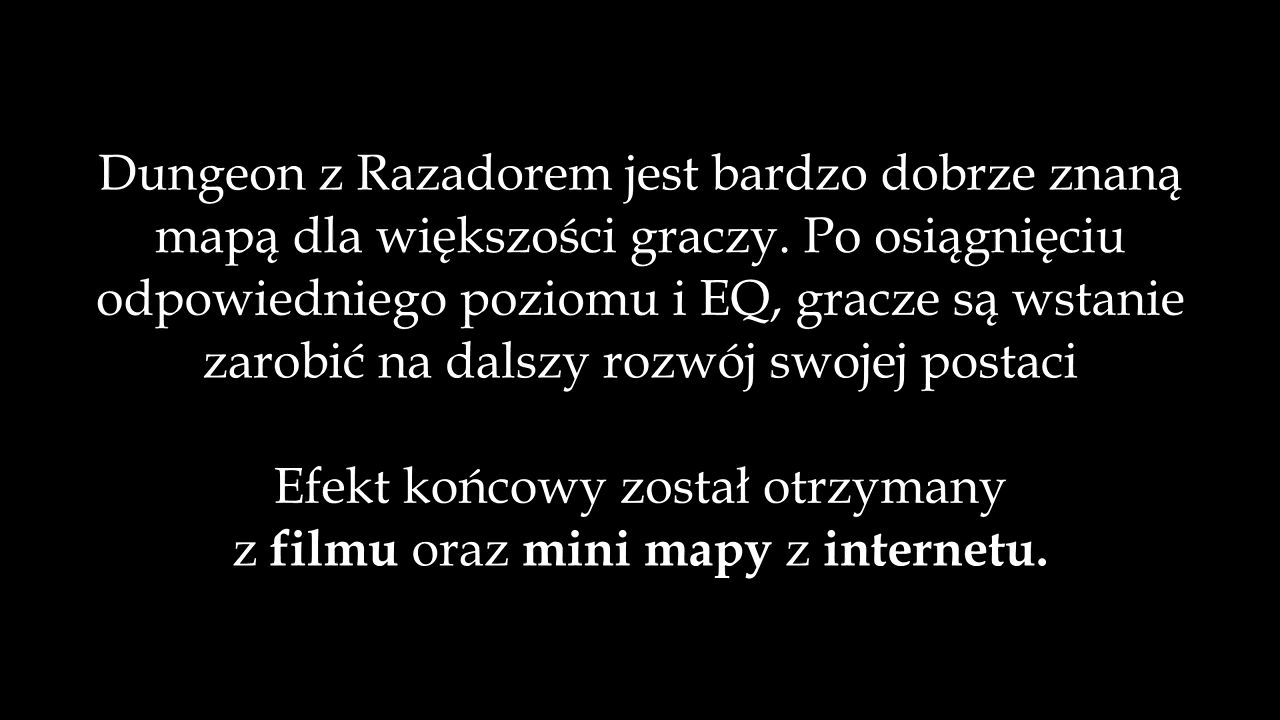 Dungeon z Razadorem jest bardzo dobrze znaną
mapą dla większości graczy. Po osiągnięciu
odpowiedniego poziomu i EQ, gracze są wstanie
zarobić na dalszy rozwój swojej postaci
Efekt końcowy został otrzymany
z filmu oraz mini mapy z internetu.